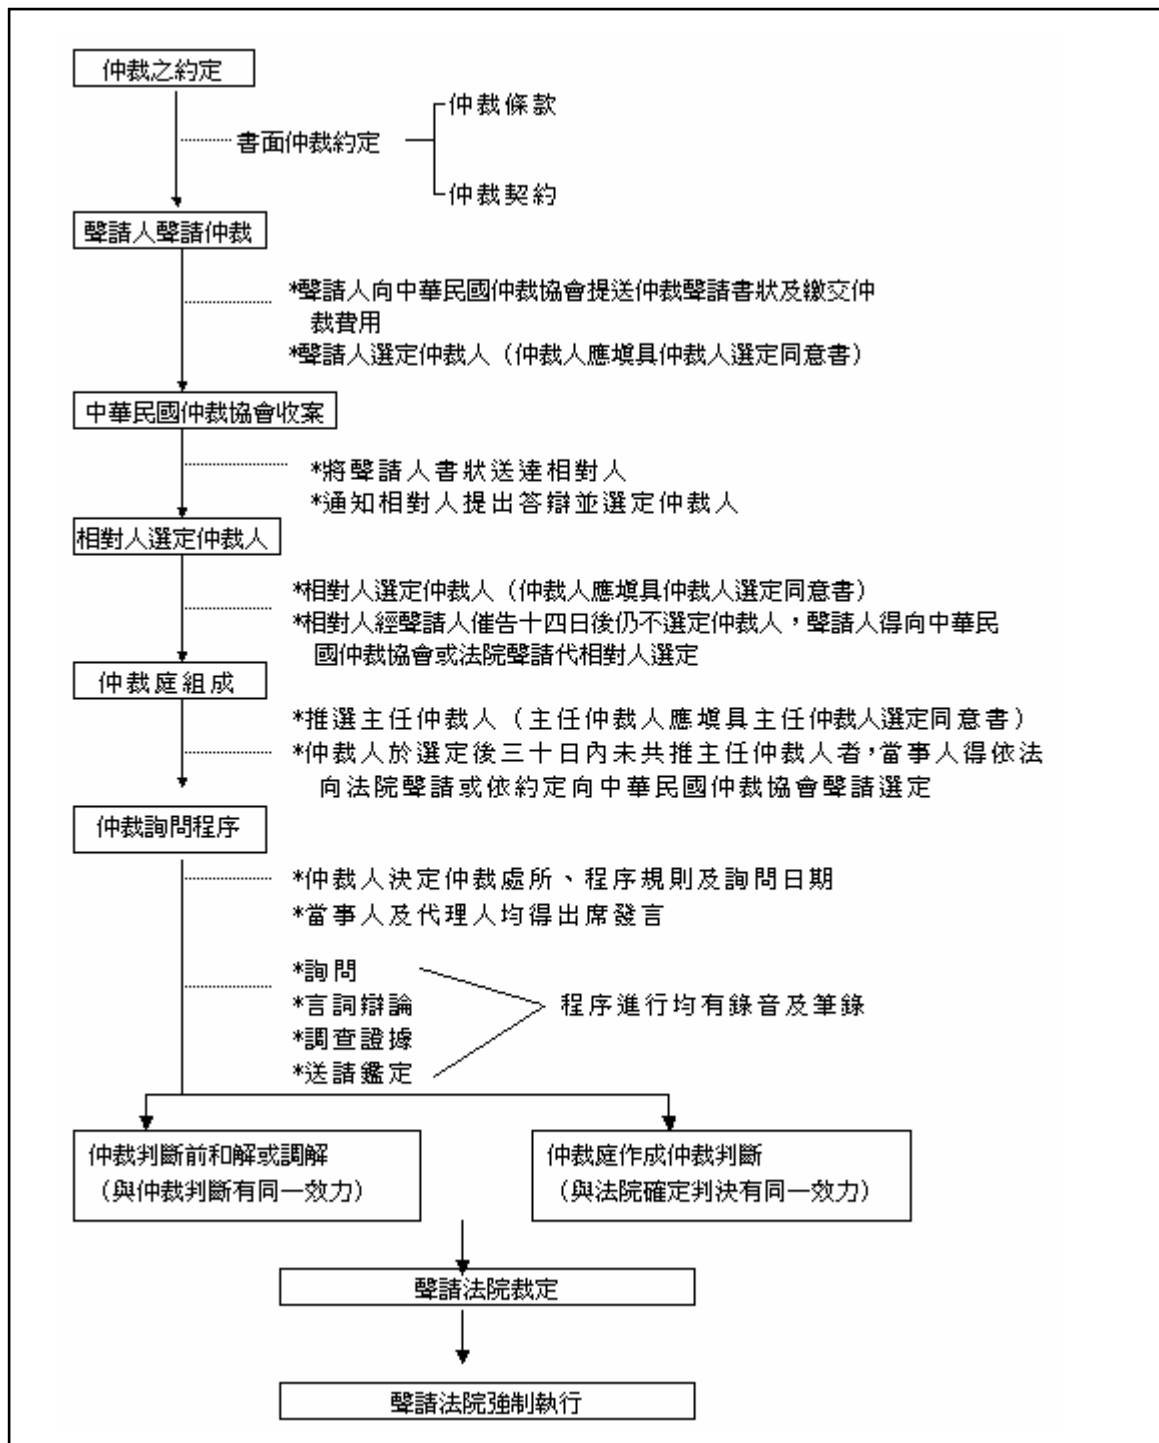 仲裁之約定
仲裁條款
書面仲裁約定
仲裁契約
聲請人聲請仲裁
*聲請人向中華民國仲裁協會提送仲裁聲請書狀及繳交仲
裁費用
*聲請人選定仲裁人（仲裁人應填具仲裁人選定同意書）
中華民國仲裁協會收案
*將聲請人書狀送達相對人
*通知相對人提出答辯並選定仲裁人
相對人選定仲裁人
*相對人選定仲裁人（仲裁人應填具仲裁人選定同意書）
*相對人經聲請人催告十四日後仍不選定仲裁人，聲請人得向中華民
國仲裁協會或法院聲請代相對人選定
仲裁庭組成
*推選主任仲裁人（主任仲裁人應填具主任仲裁人選定同意書）
*仲裁人於選定後三十日內未共推主任仲裁人者，當事人得依法
向法院聲請或依約定向中華民國仲裁協會聲請選定
仲裁詢問程序
*仲裁人決定仲裁處所、程序規則及詢問日期
*當事人及代理人均得出席發言
*詢問
*言詞辯論
程序進行均有錄音及筆錄
*調查證據
*送請鑑定
仲裁判斷前和解或調解
（與仲裁判斷有同一效力）
仲裁庭作成仲裁判斷
（與法院確定判決有同一效力）
聲請法院裁定
聲請法院強制執行